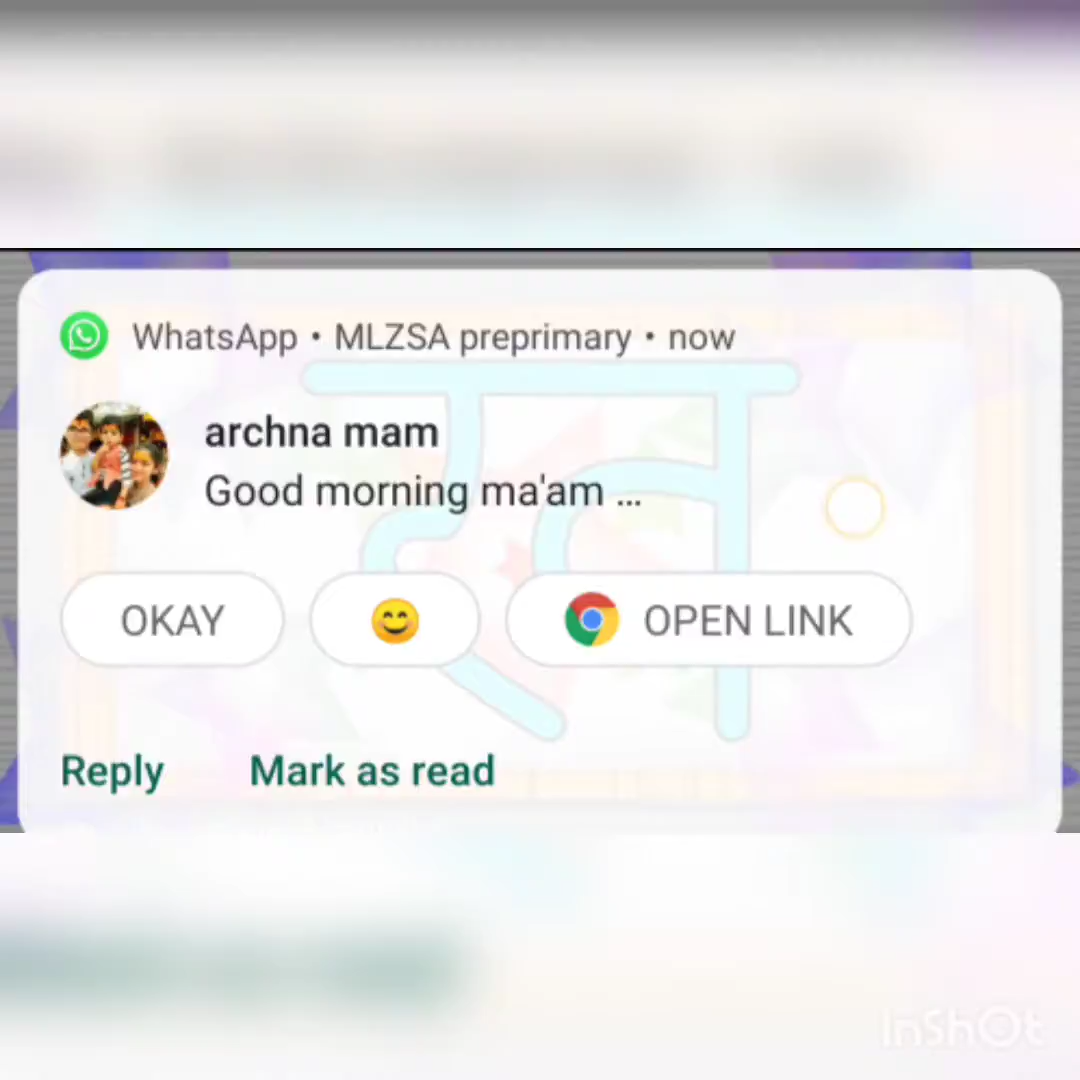 WhatsApp • MLZSA preprimary • now
archna mam
Good morning ma'am ...
OKAY
😊
OPEN LINK
Reply
Mark as read
InShOt